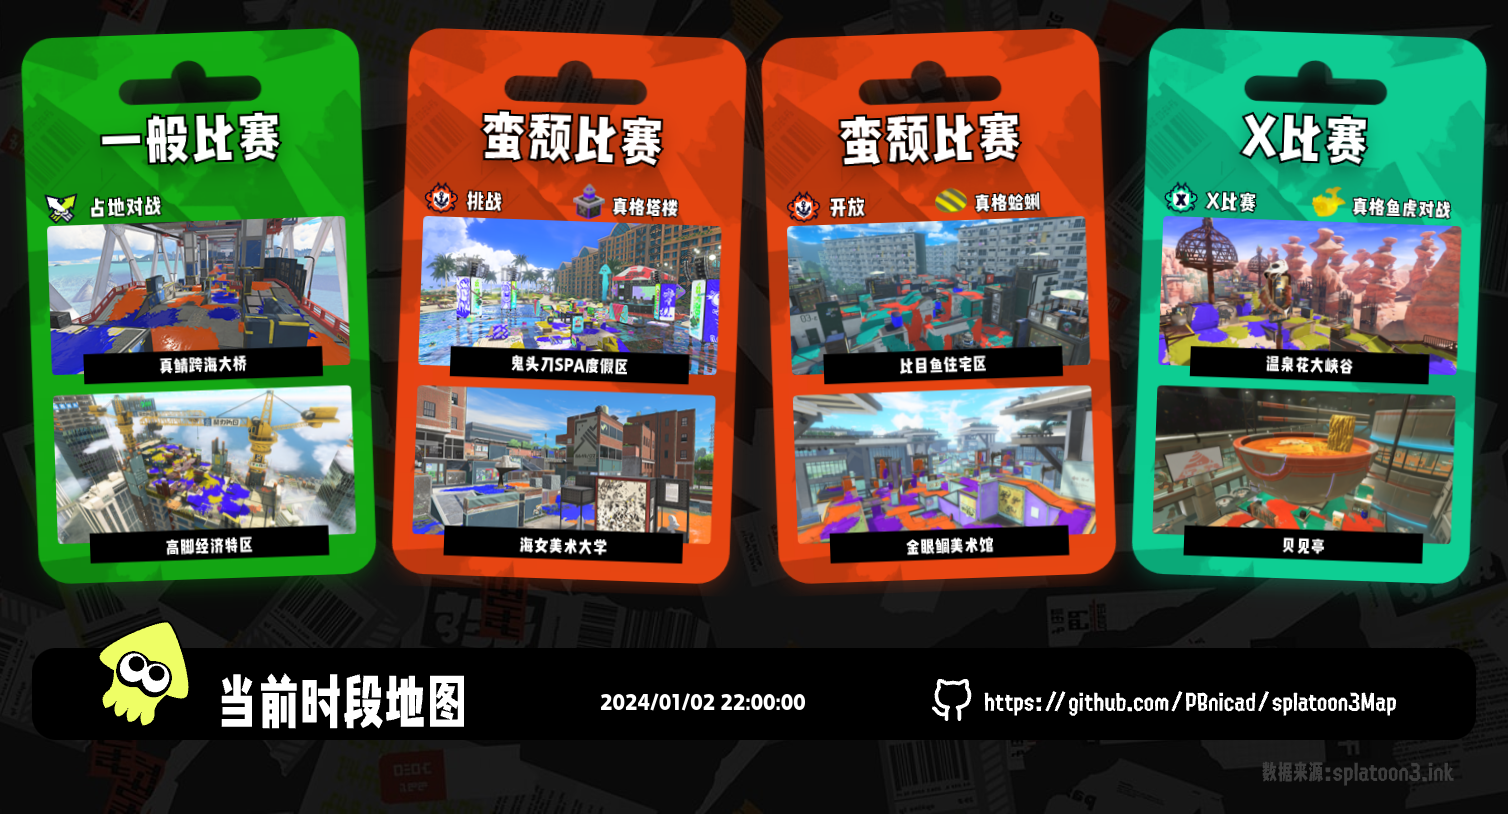 一般比赛
占地对战
真鲭跨海大桥
高脚经济特区
蛮颓比赛
挑战
真格塔楼
鬼头刀SPA度假区
海女美术大学
蛮颓比赛
开放
真格蛤蜊
比目鱼住宅区
金眼鲷美术馆
X比赛
X比赛
真格鱼虎对战
温泉花大峡谷
贝见亭
当前时段地图
2024/01/02 22:00:00
https://github.com/PBnicad/splatoon3Map
数据来源:splatoon3.ink